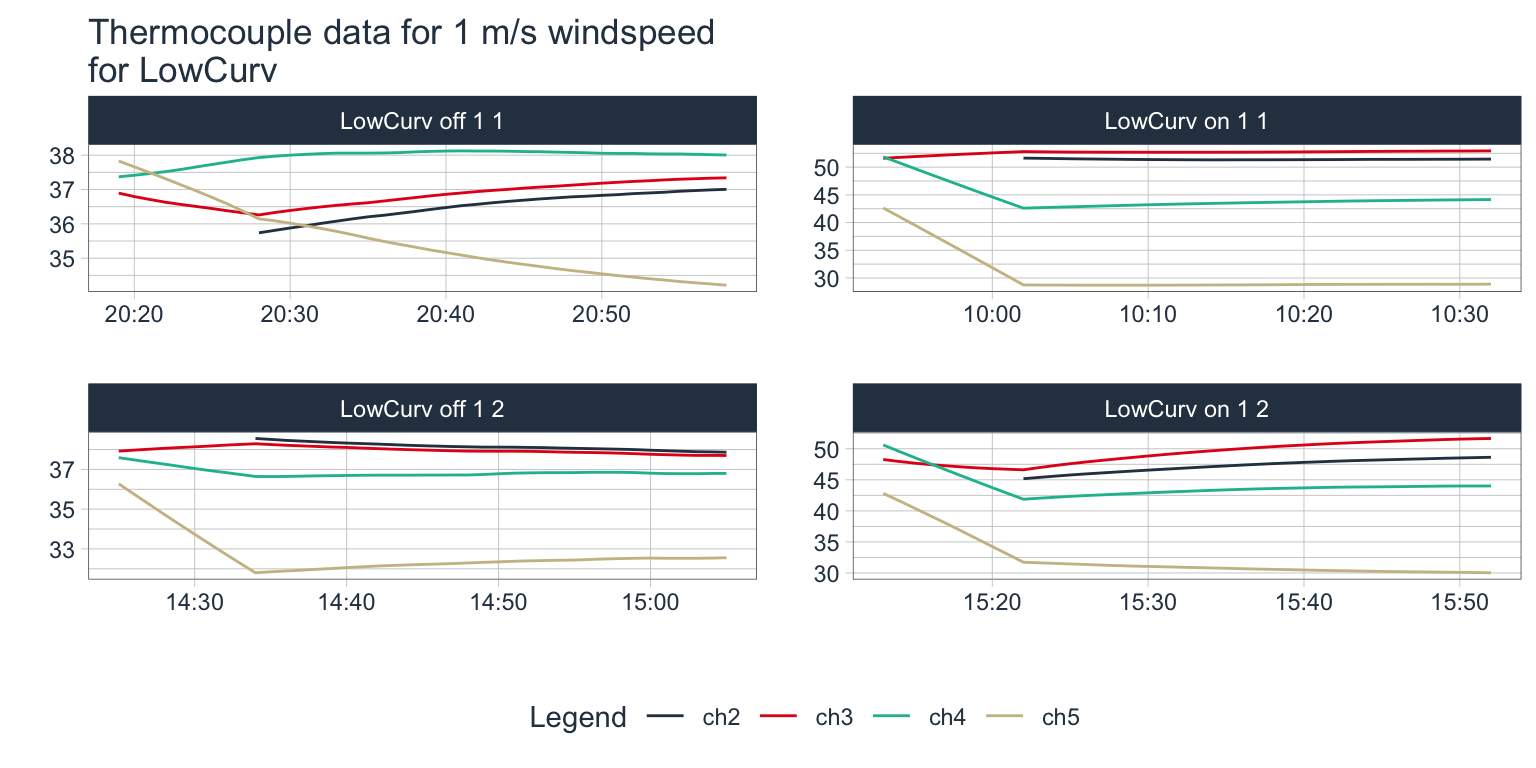 Thermocouple data for 1 m/s windspeed
for LowCurv
LowCurv off 1 1
38
37
36
35
20:20 20:30 20:40 20:50
LowCurv on 1 1
50
45
40
35
30
10:00 10:10 10:20 10:30
LowCurv off 1 2
37
35
33
14:30 14:40 14:50 15:00
LowCurv on 1 2
50
45
40
35
30
15:20 15:30 15:40 15:50
Legend ch2 ch3 ch4 ch5